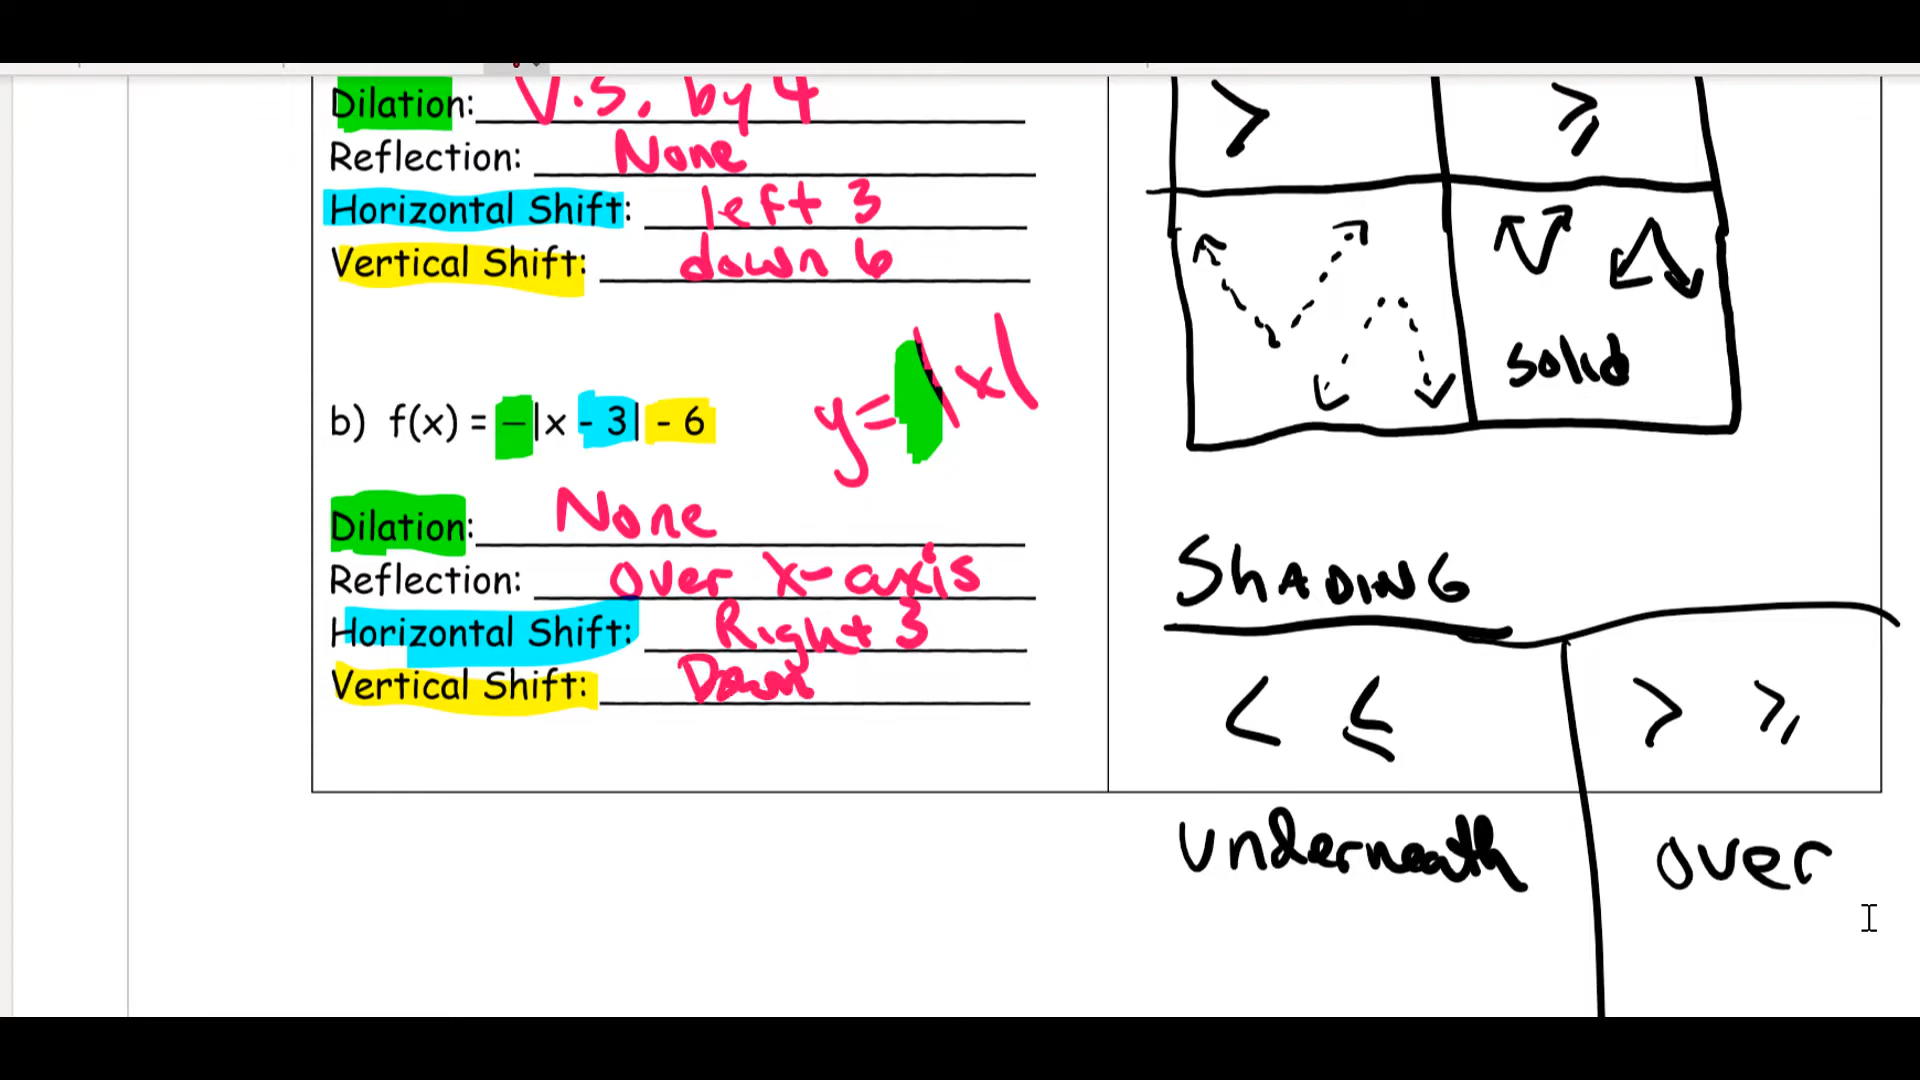 Dilation: V.S. by 4
Reflection: None
Horizontal Shift: left 3
Vertical Shift: down 6
b) f(x) = -|x - 3| - 6
y=|x|
Dilation: None
Reflection: over x-axis
Horizontal Shift: Right 3
Vertical Shift: Down
> ≥
solid
SHADING
< ≤ > ≥
underneath over